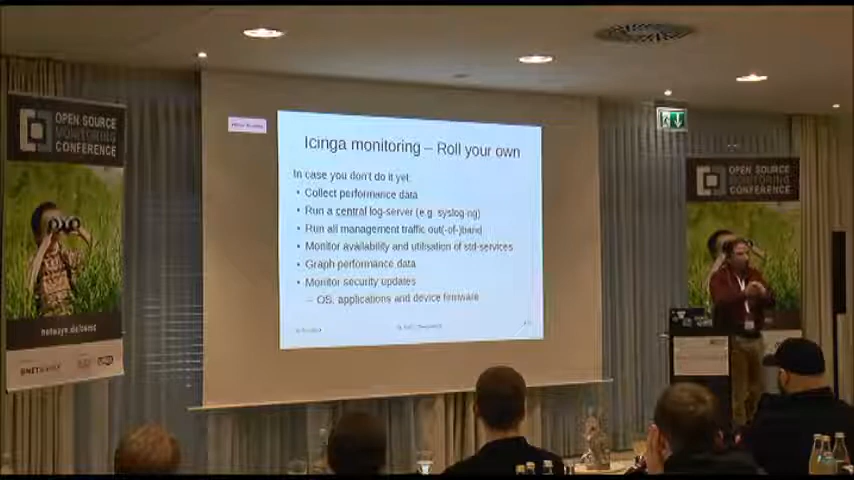 OPEN SOURCE
MONITORING
CONFERENCE
netways.de/osmc
Icinga monitoring – Roll your own
In case you don't do it yet:
• Collect performance data
• Run a central log-server (e.g. syslog-ng)
• Run all management traffic out(-of-)band
• Monitor availability and utilisation of std-services
• Graph performance data
• Monitor security updates
– OS, applications and device firmware
OPEN SOURCE
MONITORING
CONFERENCE